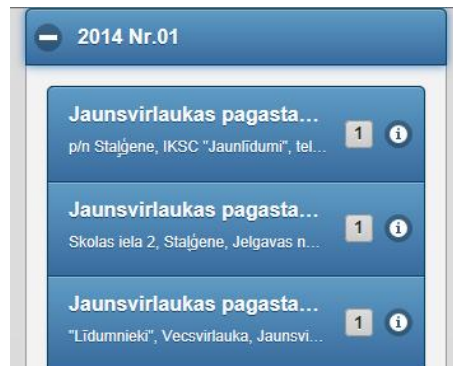 2014 Nr.01
Jaunsvirlaukas pagasta...
p/n Staļģene, IKSC "Jaunlīdumi", tel...
1
Jaunsvirlaukas pagasta...
Skolas iela 2, Staļģene, Jelgavas n...
1
Jaunsvirlaukas pagasta...
"Līdumnieki", Vecsvirlauka, Jaunsvi...
1